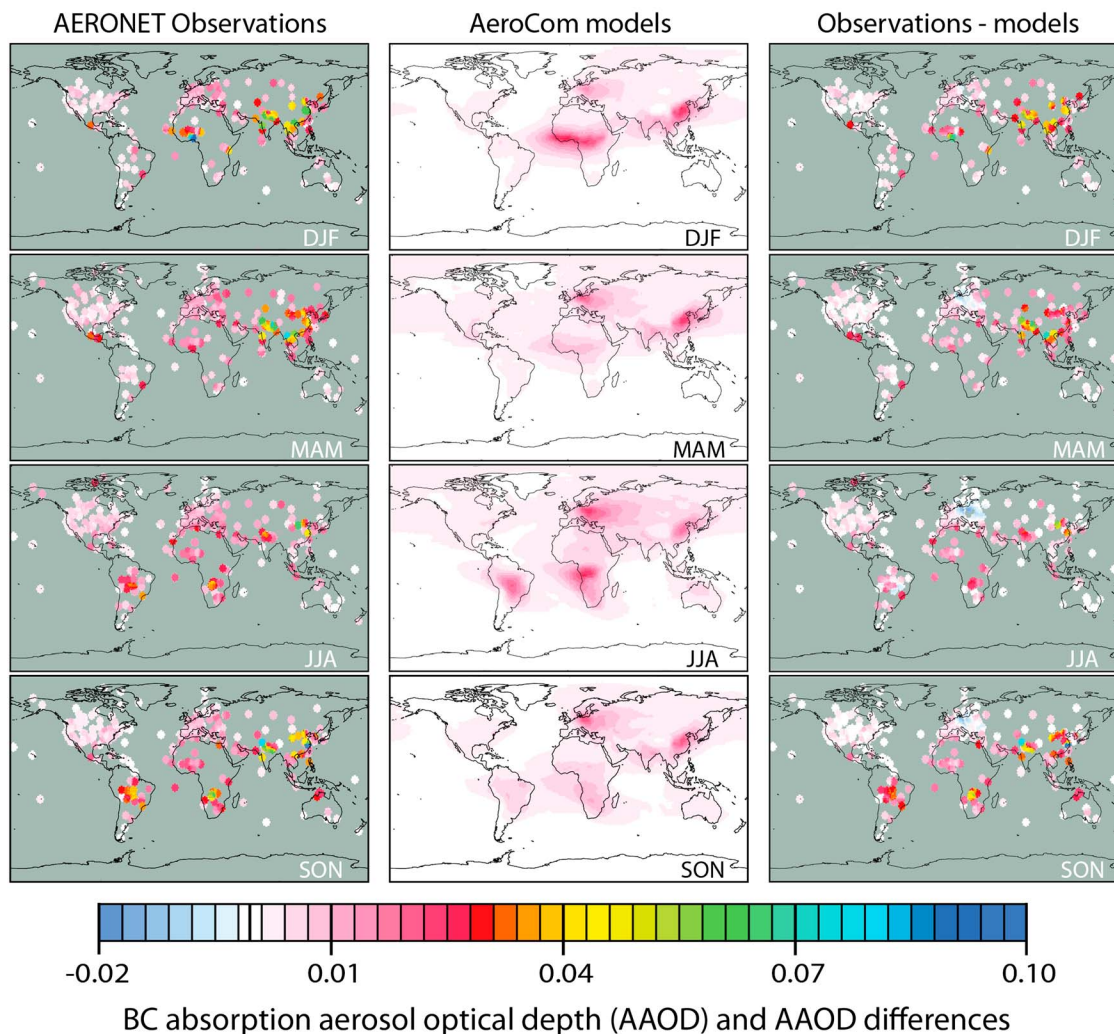 AERONET Observations
AeroCom models
Observations - models
DJF
DJF
DJF
MAM
MAM
MAM
JJA
JJA
JJA
SON
SON
SON
-0.02
0.01
0.04
0.07
0.10
BC absorption aerosol optical depth (AAOD) and AAOD differences